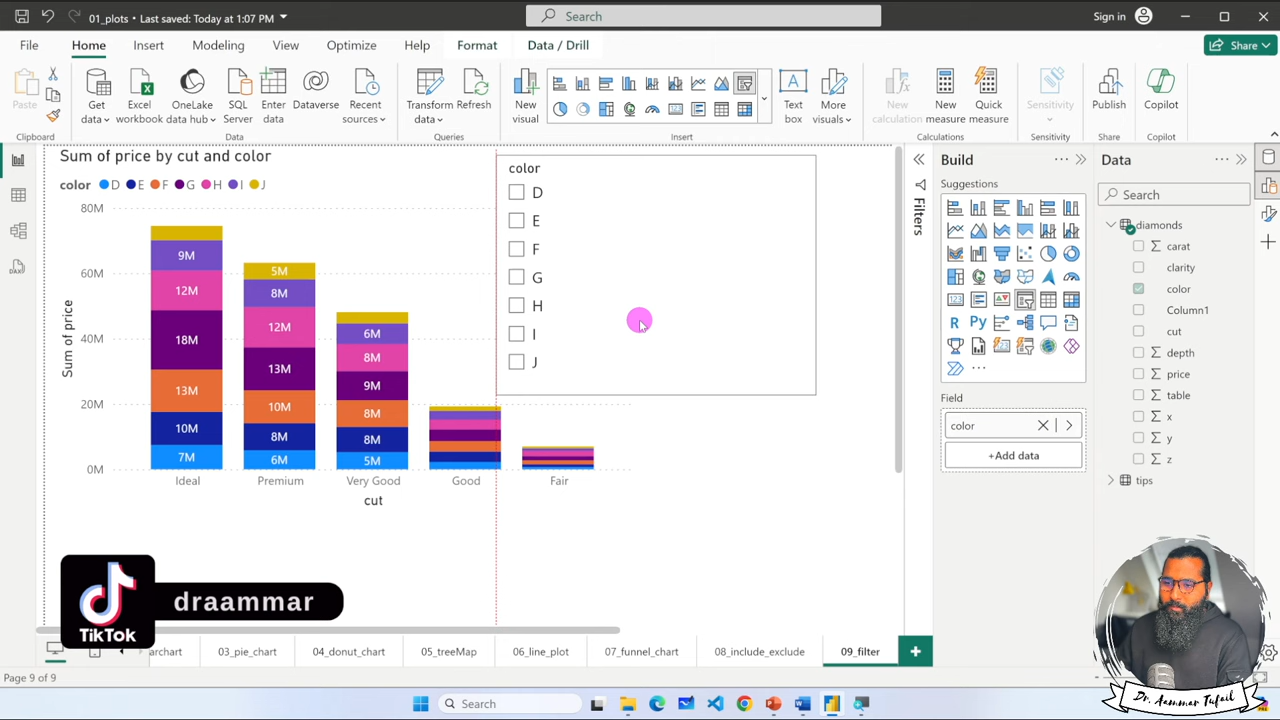 01_plots • Last saved: Today at 1:07 PM
Search
Sign in
File
Home
Insert
Modeling
View
Optimize
Help
Format
Data / Drill
Share
Paste
Get data
Excel workbook
OneLake data hub
SQL Server
Enter data
Dataverse
Recent sources
Transform data
Refresh
New visual
Text box
More visuals
New calculation
New measure
Quick measure
Sensitivity
Publish
Copilot
Clipboard
Data
Queries
Insert
Calculations
Sensitivity
Share
Copilot
Sum of price by cut and color
color D E F G H I J
80M
60M
40M
20M
0M
Sum of price
9M
12M
18M
13M
10M
7M
5M
8M
12M
13M
10M
8M
6M
6M
8M
9M
8M
8M
5M
Ideal
Premium
Very Good
Good
Fair
cut
color
D
E
F
G
H
I
J
Filters
Build
Suggestions
R
Py
Field
color
+Add data
Data
Search
diamonds
carat
clarity
color
Column1
cut
depth
price
table
x
y
z
tips
TikTok
draammar
archart
03_pie_chart
04_donut_chart
05_treeMap
06_line_plot
07_funnel_chart
08_include_exclude
09_filter
Page 9 of 9
Search
Dr. Aammar Tufail